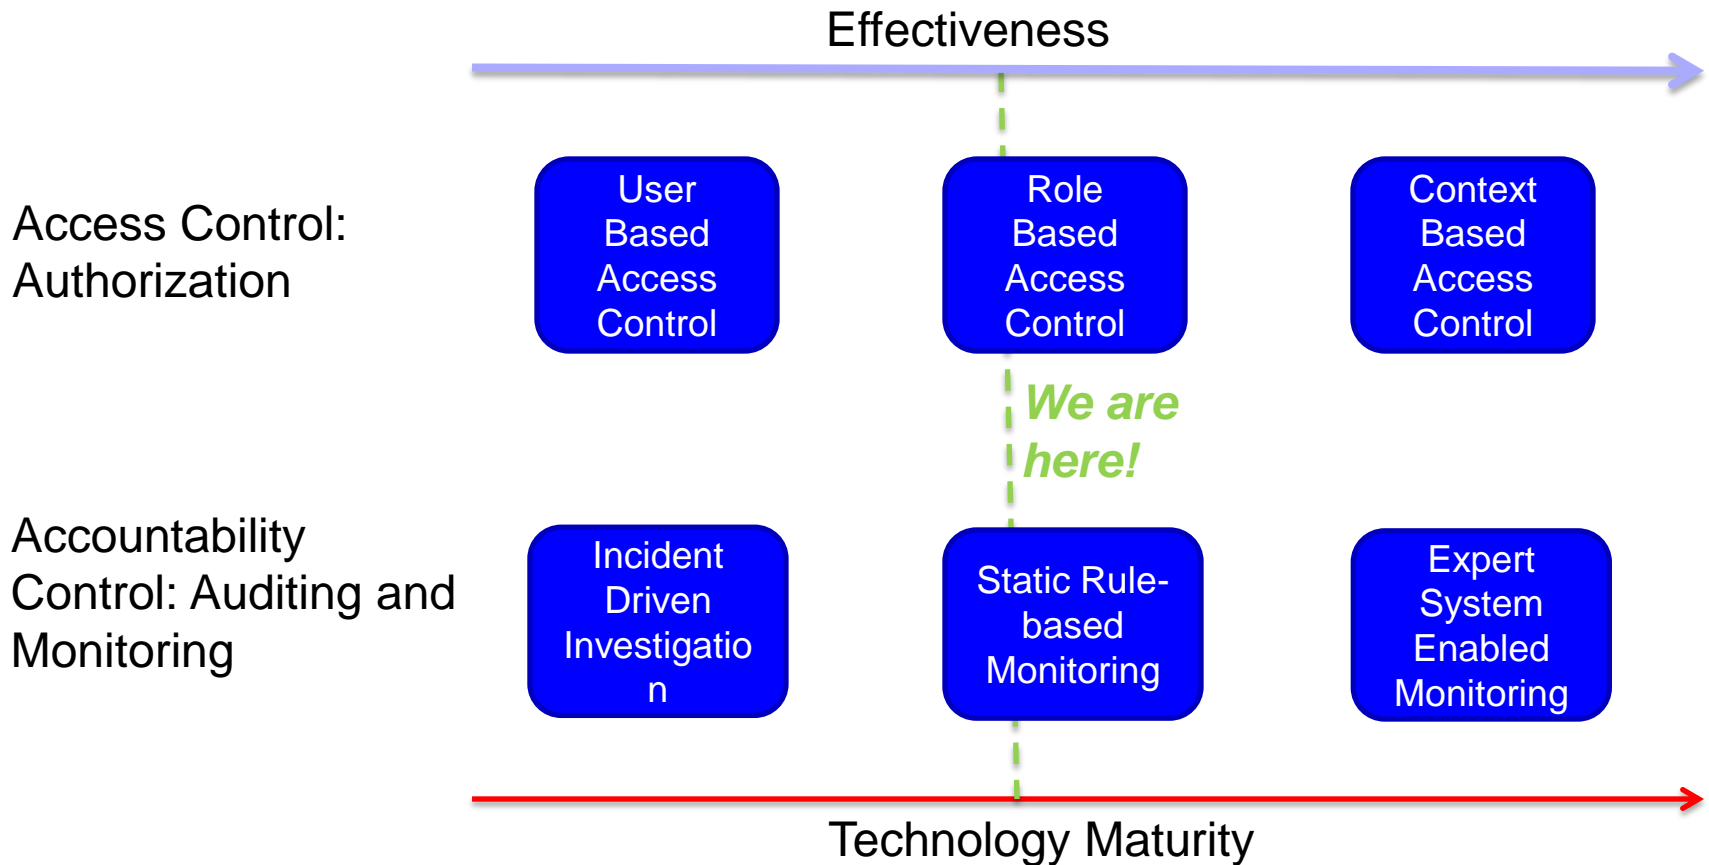 Effectiveness
Access Control:
Authorization
User
Based
Access
Control
Role
Based
Access
Control
Context
Based
Access
Control
We are
here!
Accountability
Control: Auditing and
Monitoring
Incident
Driven
Investigatio
n
Static Rule-
based
Monitoring
Expert
System
Enabled
Monitoring
Technology Maturity